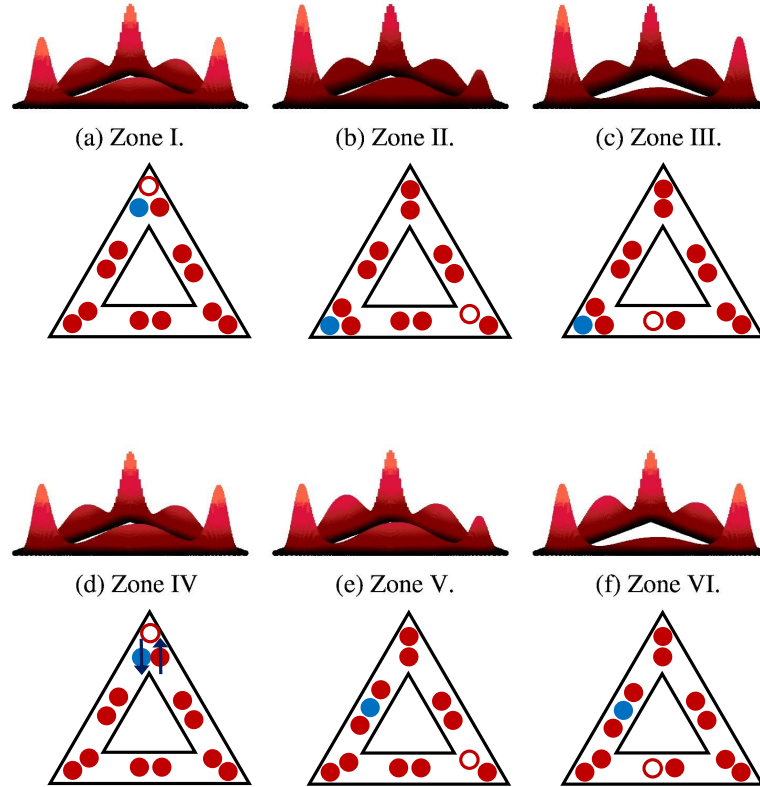 (a) Zone I.
(b) Zone II.
(c) Zone III.
(d) Zone IV
(e) Zone V.
(f) Zone VI.